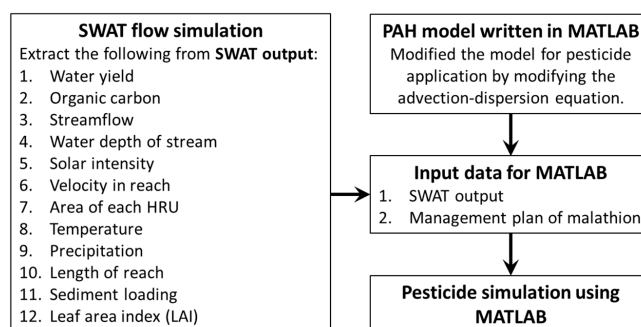 SWAT flow simulation
Extract the following from SWAT output:
1. Water yield
2. Organic carbon
3. Streamflow
4. Water depth of stream
5. Solar intensity
6. Velocity in reach
7. Area of each HRU
8. Temperature
9. Precipitation
10. Length of reach
11. Sediment loading
12. Leaf area index (LAI)
PAH model written in MATLAB
Modified the model for pesticide
application by modifying the
advection-dispersion equation.
Input data for MATLAB
1. SWAT output
2. Management plan of malathion
Pesticide simulation using
MATLAB